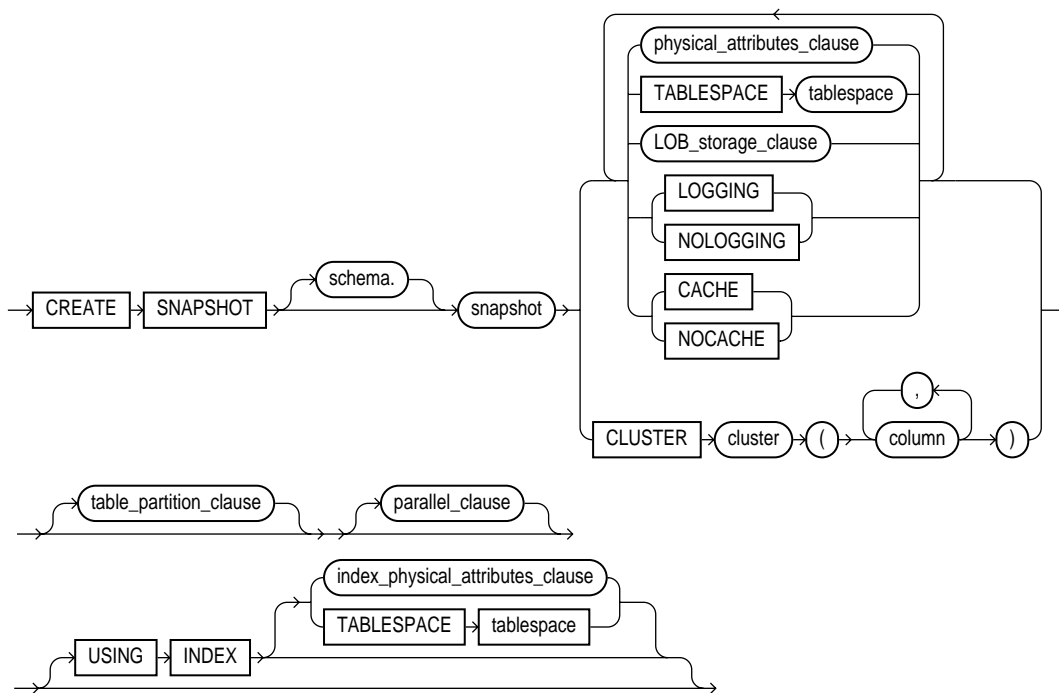 physical_attributes_clause
TABLESPACE tablespace
LOB_storage_clause
LOGGING
NOLOGGING
schema. CACHE
CREATE SNAPSHOT snapshot
NOCACHE
,
CLUSTER cluster ( column )
table_partition_clause parallel_clause
index_physical_attributes_clause
TABLESPACE tablespace
USING INDEX